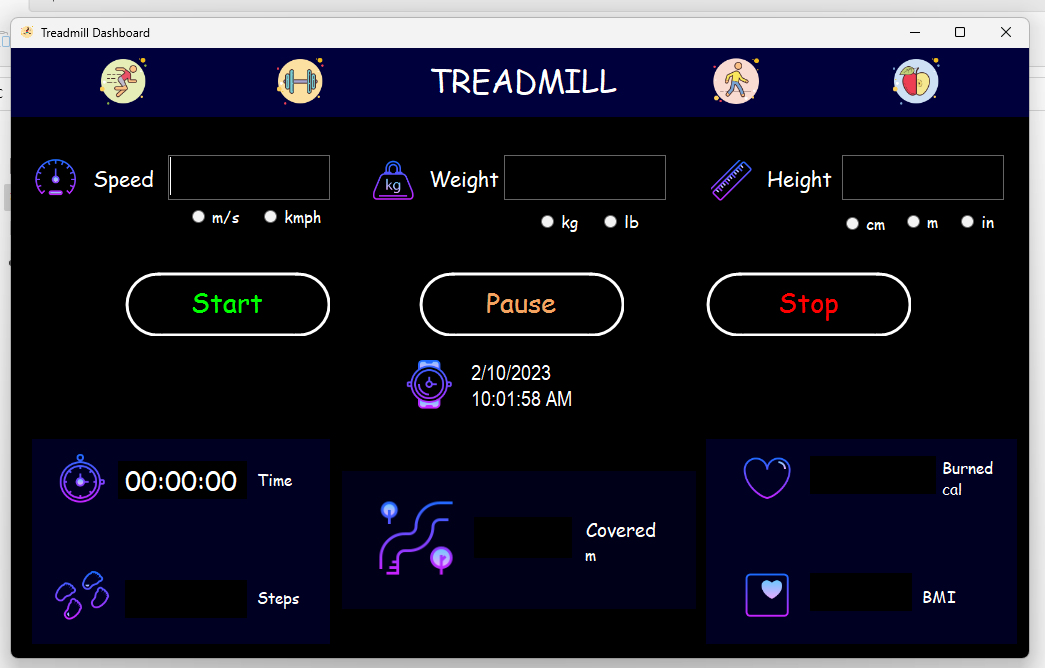 Treadmill Dashboard
TREADMILL
Speed
m/s kmph
kg
Weight
kg lb
Height
cm m in
Start
Pause
Stop
2/10/2023
10:01:58 AM
00:00:00 Time
Steps
Covered
m
Burned
cal
BMI